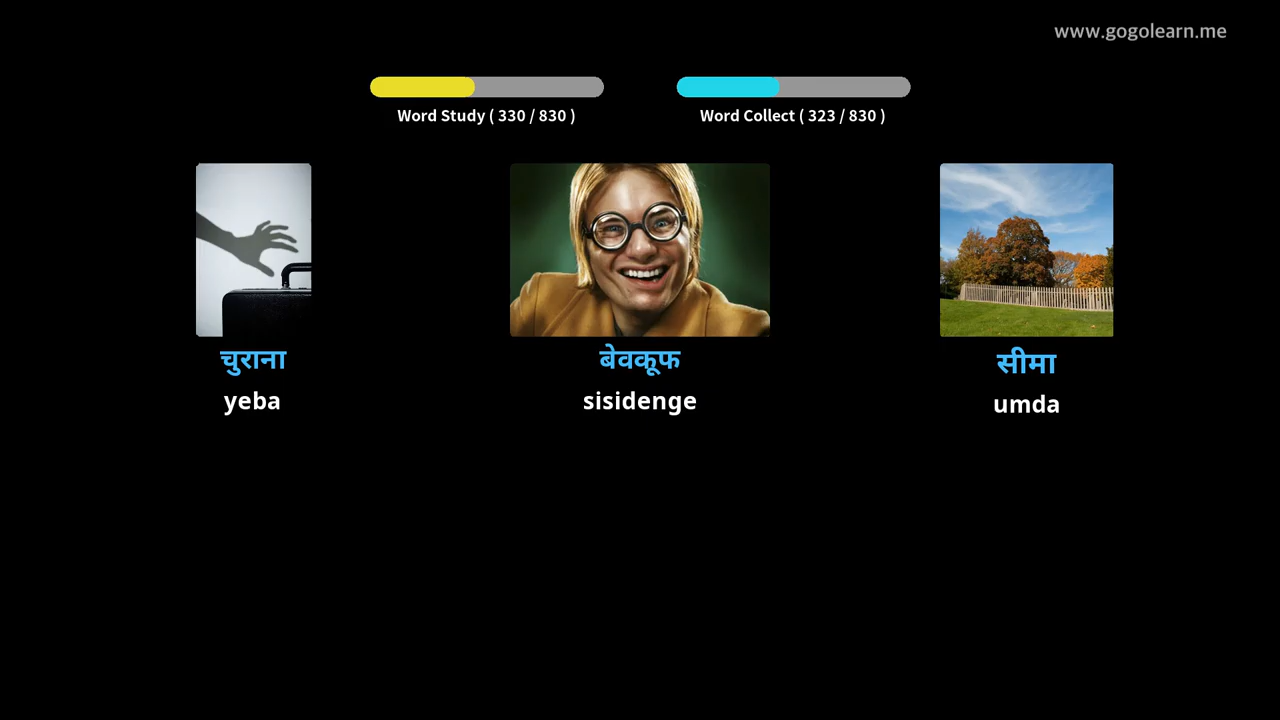 www.gogolearn.me
Word Study ( 330 / 830 )
Word Collect ( 323 / 830 )
चुराना
बेवकूफ
सीमा
yeba
sisidenge
umda